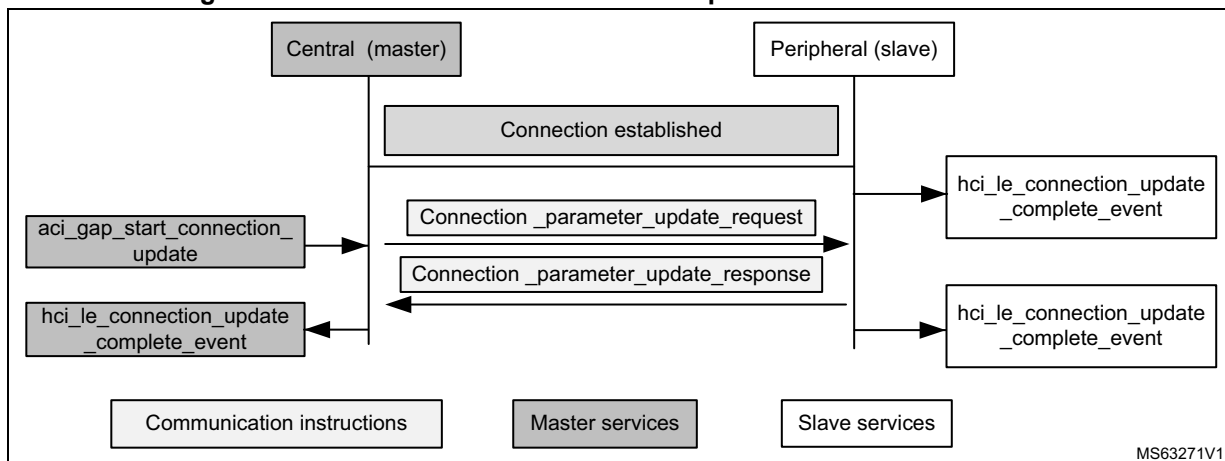 Central (master)
Peripheral (slave)
Connection established
hci_le_connection_update
_complete_event
aci_gap_start_connection_
update
Connection _parameter_update_request
Connection _parameter_update_response
hci_le_connection_update
_complete_event
hci_le_connection_update
_complete_event
Communication instructions
Master services
Slave services
MS63271V1